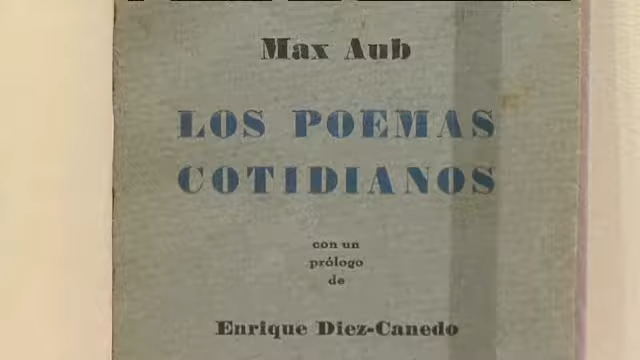 Max Aub
LOS POEMAS
COTIDIANOS
con un
prólogo
de
Enrique Diez-Canedo